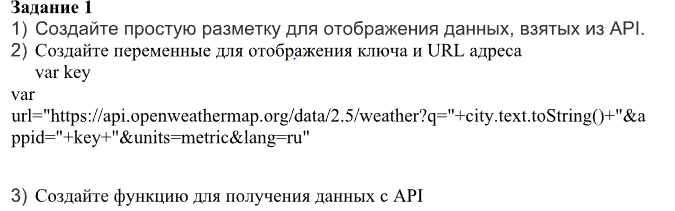 Задание 1
1) Создайте простую разметку для отображения данных, взятых из API.
2) Создайте переменные для отображения ключа и URL адреса
var key
var
url="https://api.openweathermap.org/data/2.5/weather?q="+city.text.toString()+"&a
ppid="+key+"&units=metric&lang=ru"
3) Создайте функцию для получения данных с API